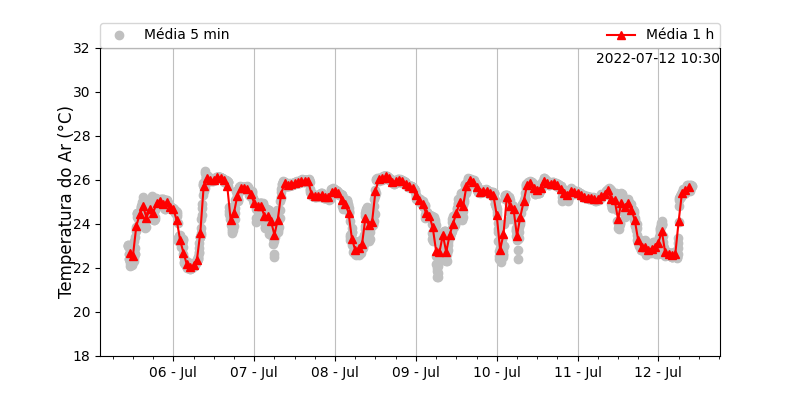 Média 5 min
Média 1 h
2022-07-12 10:30
Temperatura do Ar (°C)
32
30
28
26
24
22
20
18
06 - Jul
07 - Jul
08 - Jul
09 - Jul
10 - Jul
11 - Jul
12 - Jul